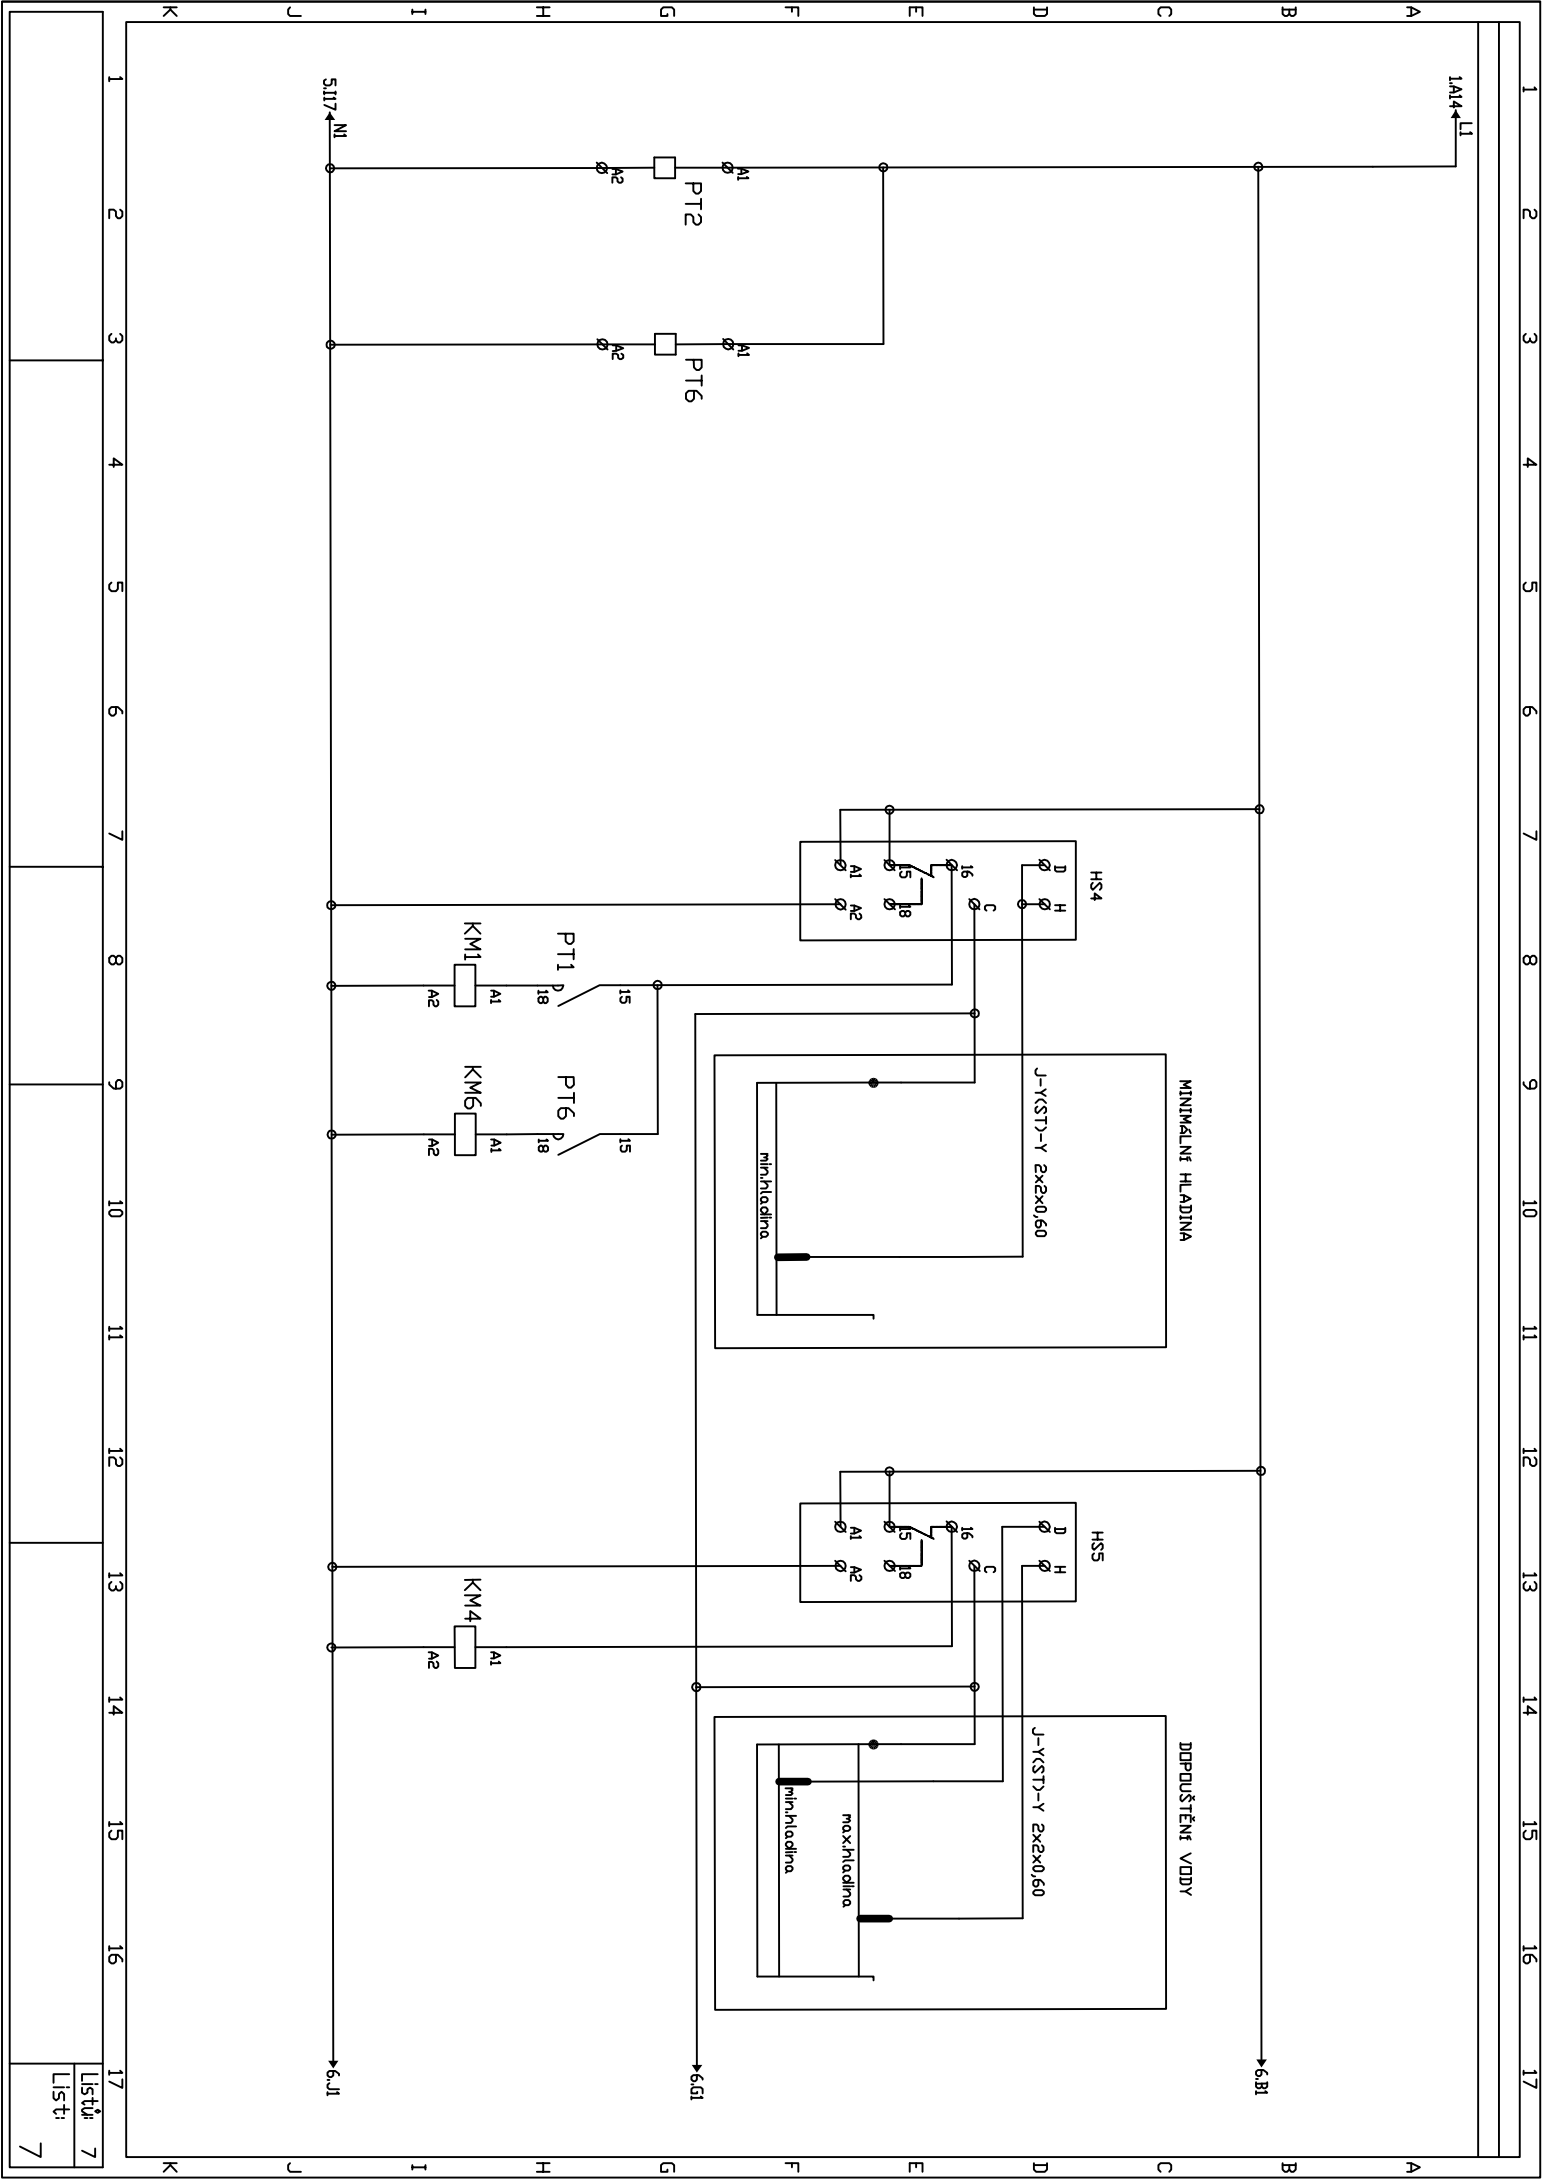 1 2 3 4 5 6 7 8 9 10 11 12 13 14 15 16 17
A
A
1.A14
L1
B
6.B1
B
C
C
MINIMáLNí HLADINA
DOPOUŠTĚNí VODY
HS4
HS5
D
D
H
D
H
J-Y(ST)-Y 2x2x0,60
J-Y(ST)-Y 2x2x0,60
D
E
16
C
16
C
E
15
18
15
18
F
A1
A2
max.hladina
A1
A2
min.hladina
F
min.hladina
G
A1
A1
PT2
PT6
6.G1
G
A2
A2
15
15
H
PT1
PT6
H
18
18
A1
A1
A1
KM1
KM6
KM4
I
A2
A2
A2
I
N1
5.I17
6.J1
J
J
K
K
1 2 3 4 5 6 7 8 9 10 11 12 13 14 15 16 17
Listů: 7
List: 7